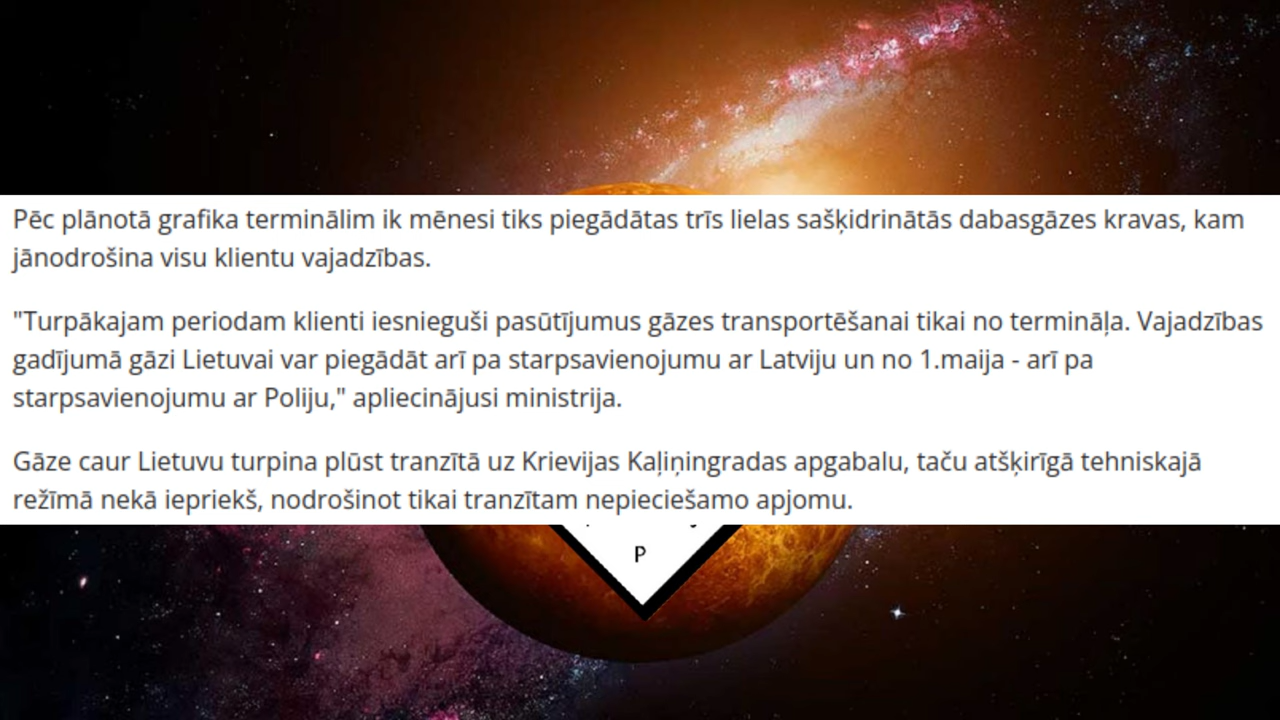 Pēc plānotā grafika terminālim ik mēnesi tiks piegādātas trīs lielas sašķidrinātās dabasgāzes kravas, kam
jānodrošina visu klientu vajadzības.
"Turpākajam periodam klienti iesnieguši pasūtījumus gāzes transportēšanai tikai no termināļa. Vajadzības
gadījumā gāzi Lietuvai var piegādāt arī pa starpsavienojumu ar Latviju un no 1.maija - arī pa
starpsavienojumu ar Poliju," apliecinājusi ministrija.
Gāze caur Lietuvu turpina plūst tranzītā uz Krievijas Kaļiņingradas apgabalu, taču atšķirīgā tehniskajā
režīmā nekā iepriekš, nodrošinot tikai tranzītam nepieciešamo apjomu.
P